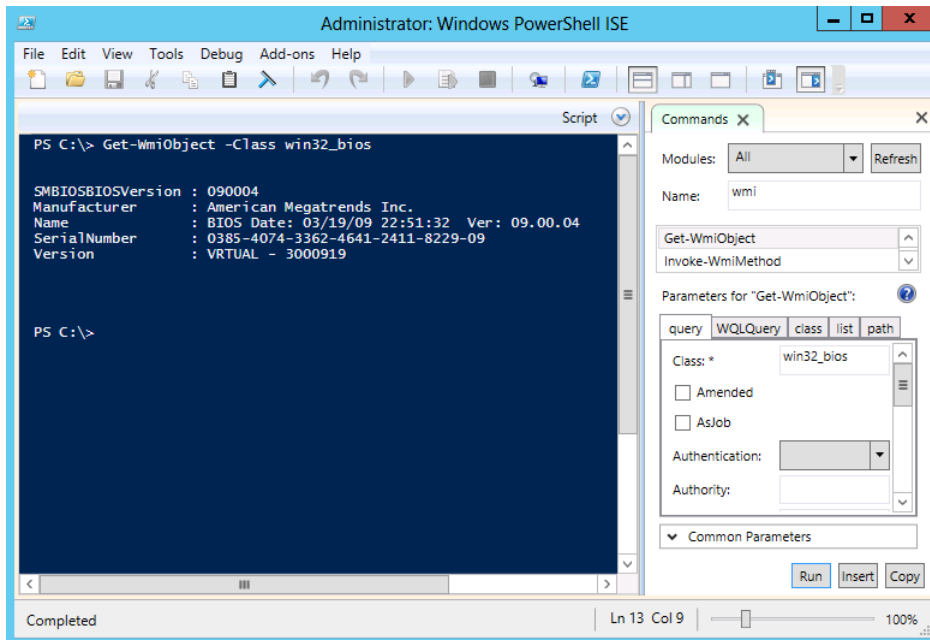 Administrator: Windows PowerShell ISE
File Edit View Tools Debug Add-ons Help
Script
PS C:\> Get-WmiObject -Class win32_bios
SMBIOSBIOSVersion : 090004
Manufacturer      : American Megatrends Inc.
Name              : BIOS Date: 03/19/09 22:51:32  Ver: 09.00.04
SerialNumber      : 0385-4074-3362-4641-2411-8229-09
Version           : VRTUAL - 3000919
PS C:\>
Commands
Modules: All Refresh
Name: wmi
Get-WmiObject
Invoke-WmiMethod
Parameters for "Get-WmiObject":
query WQLQuery class list path
Class: * win32_bios
Amended
AsJob
Authentication:
Authority:
Common Parameters
Run Insert Copy
Completed
Ln 13 Col 9
100%